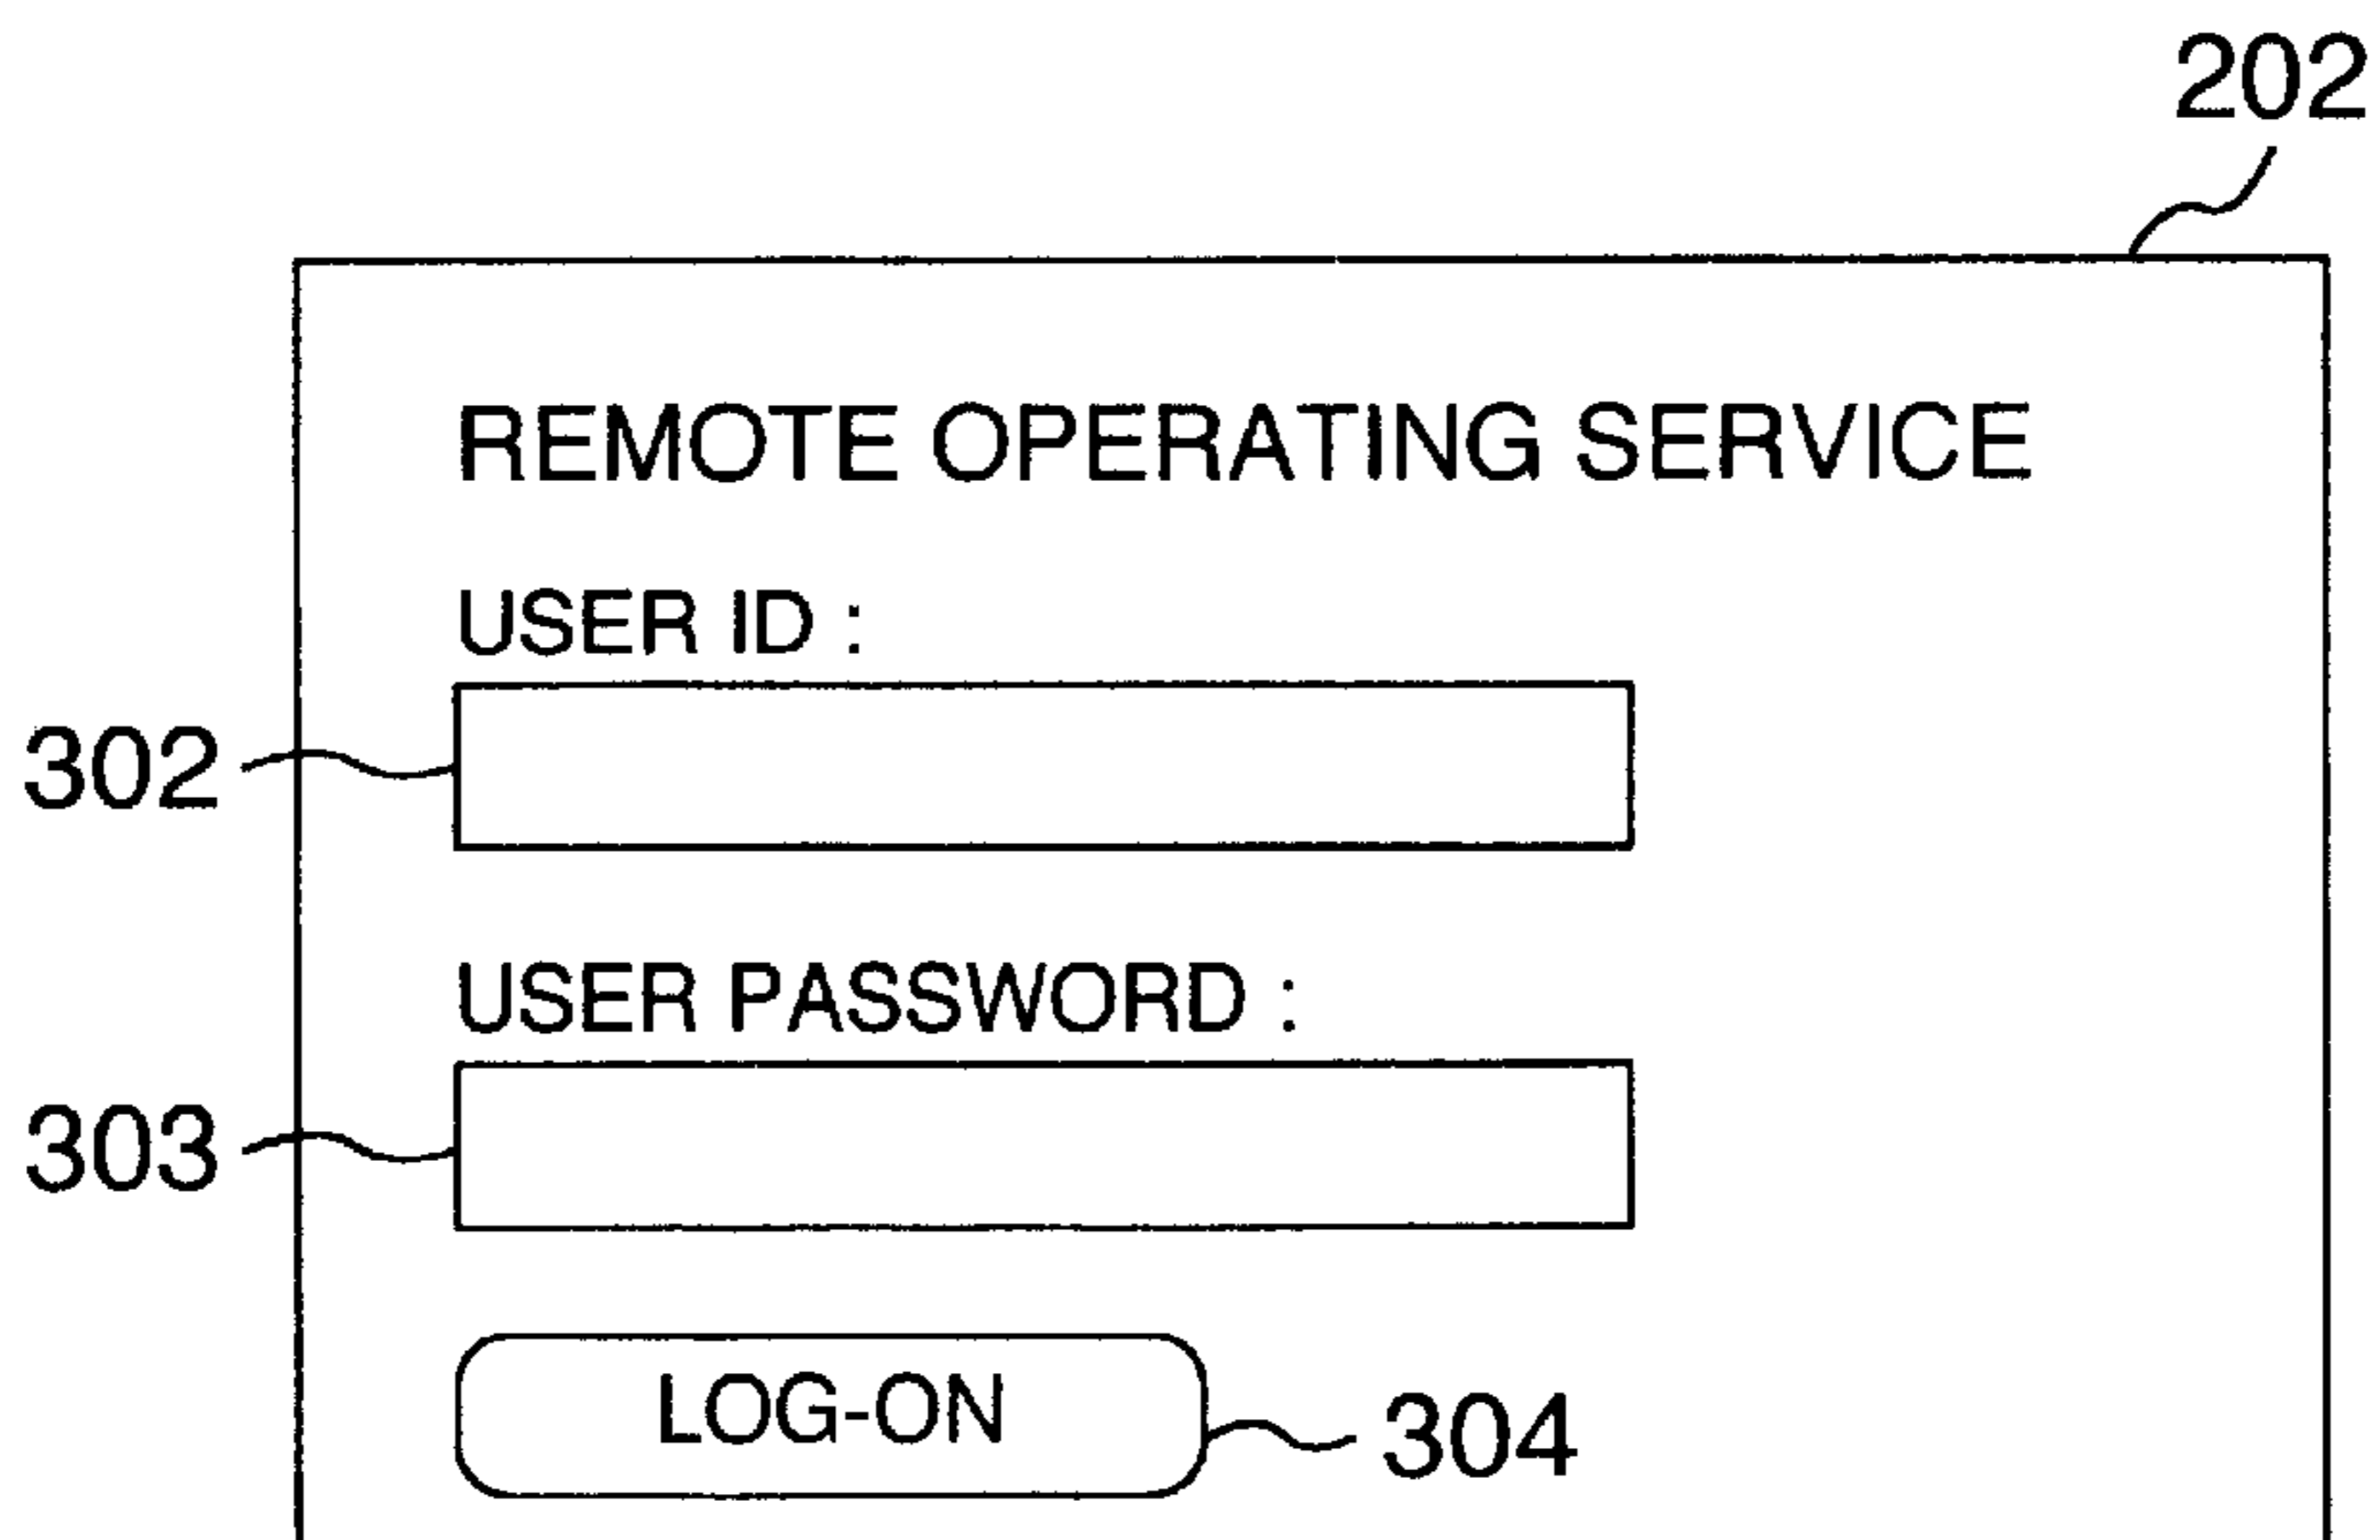 202
REMOTE OPERATING SERVICE
USER ID :
302
USER PASSWORD :
303
LOG-ON
304